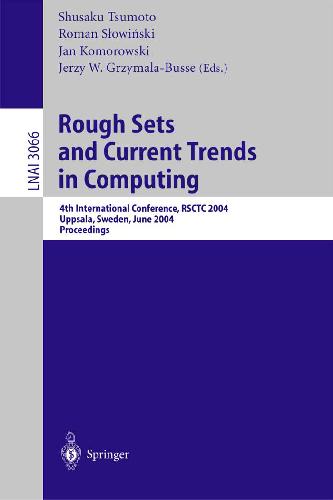 Shusaku Tsumoto
Roman Słowiński
Jan Komorowski
Jerzy W. Grzymala-Busse (Eds.)
LNAI 3066
Rough Sets
and Current Trends
in Computing
4th International Conference, RSCTC 2004
Uppsala, Sweden, June 2004
Proceedings
Springer